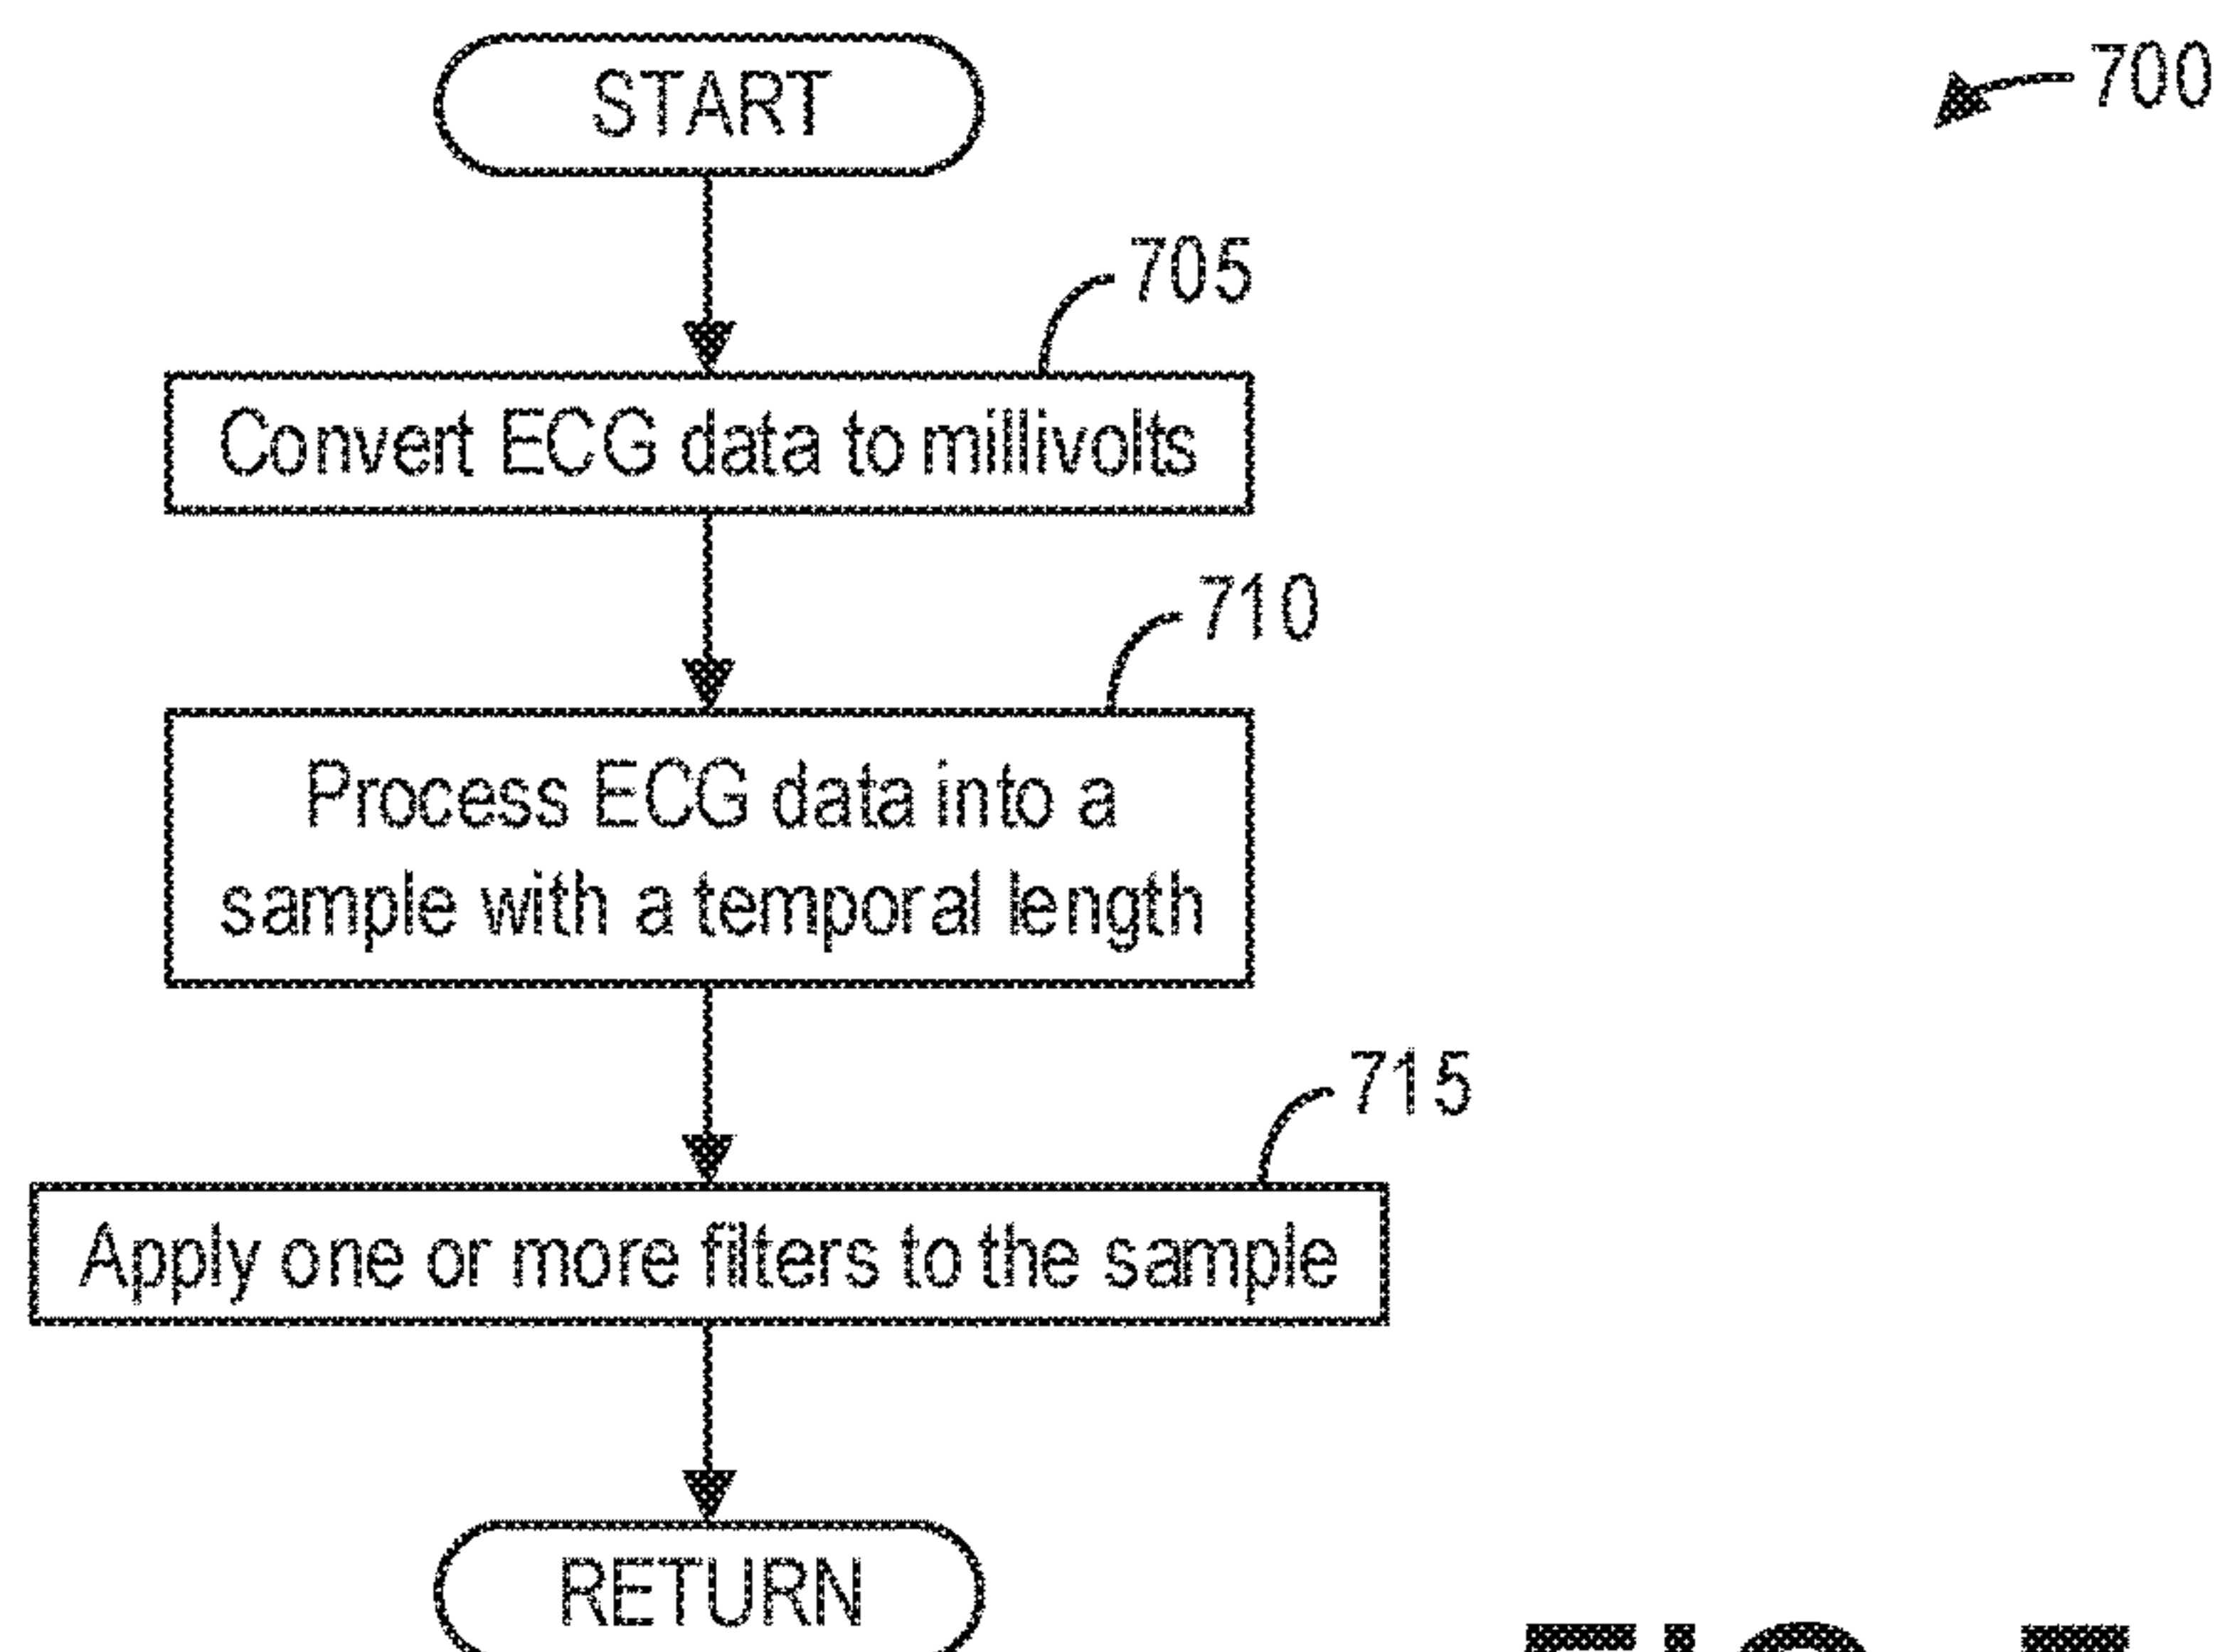 START
700
705
Convert ECG data to millivolts
710
Process ECG data into a
sample with a temporal length
715
Apply one or more filters to the sample
RETURN